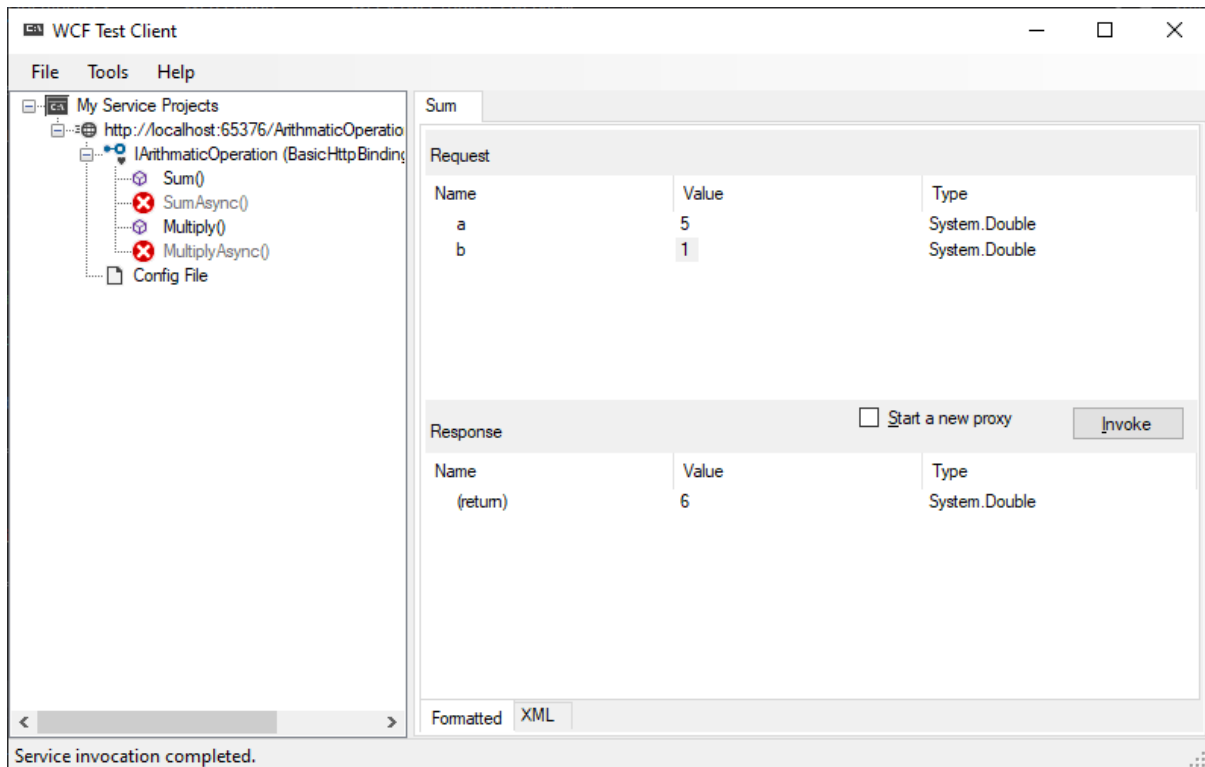 WCF Test Client
File Tools Help
My Service Projects
http://localhost:65376/ArithmaticOperatio
IArithmaticOperation (BasicHttpBinding
Sum()
SumAsync()
Multiply()
MultiplyAsync()
Config File
Sum
Request
Name Value Type
a 5 System.Double
b 1 System.Double
Response Start a new proxy Invoke
Name Value Type
(return) 6 System.Double
Formatted XML
Service invocation completed.